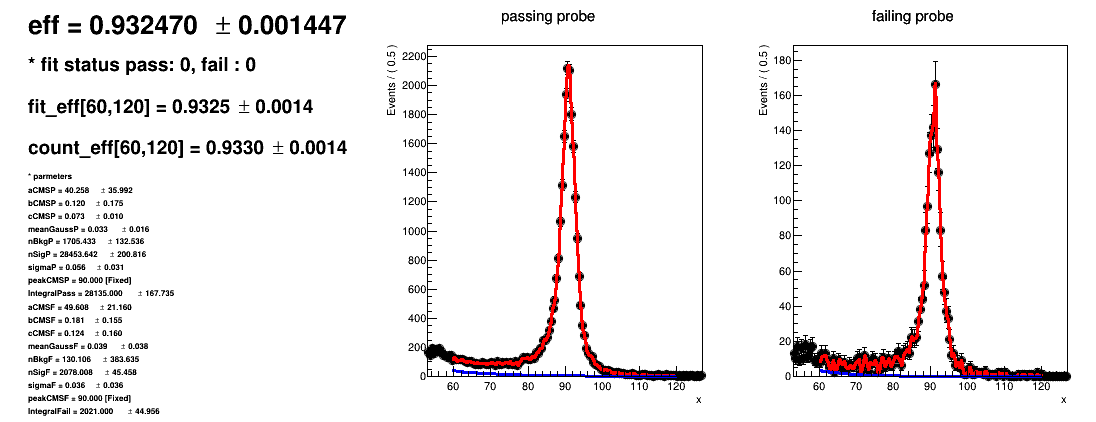 eff = 0.932470 ± 0.001447
* fit status pass: 0, fail : 0
fit_eff[60,120] = 0.9325 ± 0.0014
count_eff[60,120] = 0.9330 ± 0.0014
* parmeters
aCMSP = 40.258 ± 35.992
bCMSP = 0.120 ± 0.175
cCMSP = 0.073 ± 0.010
meanGaussP = 0.033 ± 0.016
nBkgP = 1705.433 ± 132.536
nSigP = 28453.642 ± 200.816
sigmaP = 0.056 ± 0.031
peakCMSP = 90.000 [Fixed]
IntegralPass = 28135.000 ± 167.735
aCMSF = 49.608 ± 21.160
bCMSF = 0.181 ± 0.155
cCMSF = 0.124 ± 0.160
meanGaussF = 0.039 ± 0.038
nBkgF = 130.106 ± 383.635
nSigF = 2078.008 ± 45.458
sigmaF = 0.036 ± 0.036
peakCMSF = 90.000 [Fixed]
IntegralFail = 2021.000 ± 44.956
passing probe
Events / ( 0.5 )
2200
2000
1800
1600
1400
1200
1000
800
600
400
200
0
60 70 80 90 100 110 120
x
failing probe
Events / ( 0.5 )
180
160
140
120
100
80
60
40
20
0
60 70 80 90 100 110 120
x